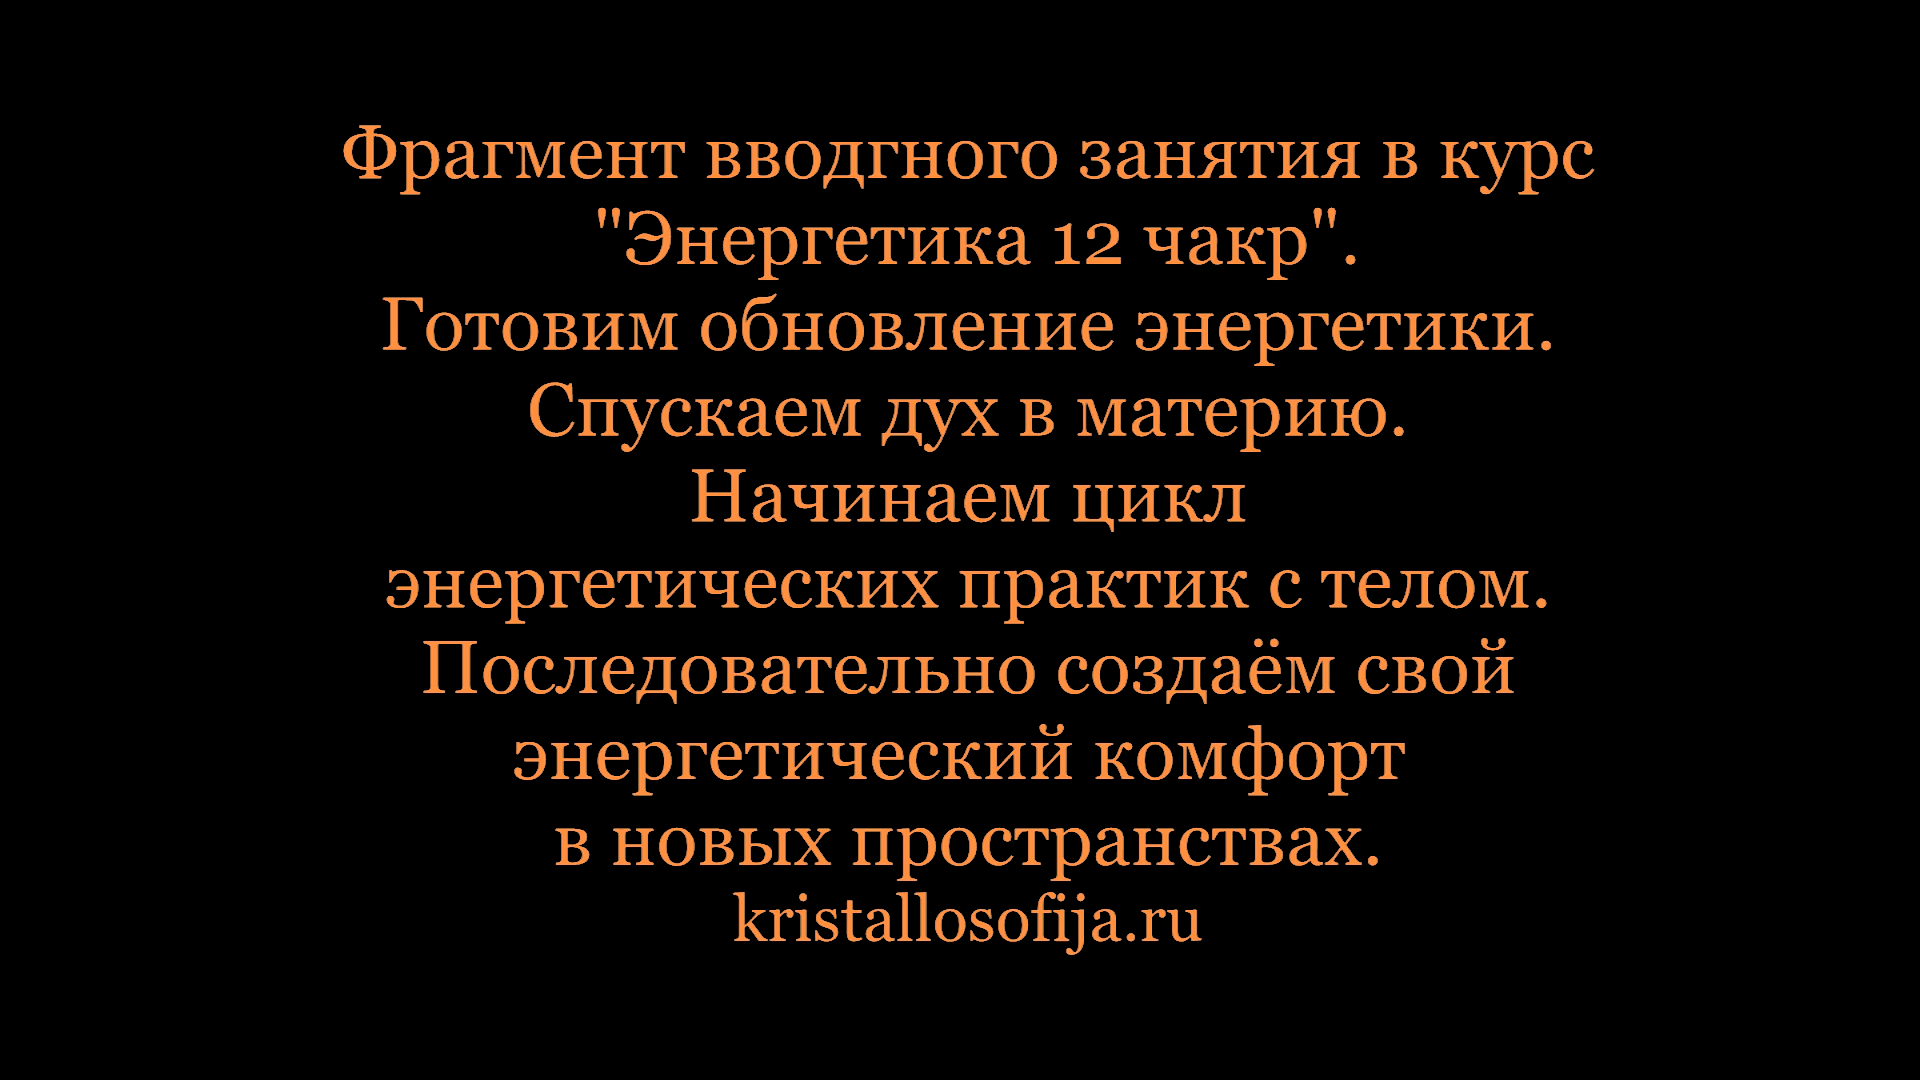 Фрагмент вводгного занятия в курс
"Энергетика 12 чакр".
Готовим обновление энергетики.
Спускаем дух в материю.
Начинаем цикл
энергетических практик с телом.
Последовательно создаём свой
энергетический комфорт
в новых пространствах.
kristallosofija.ru